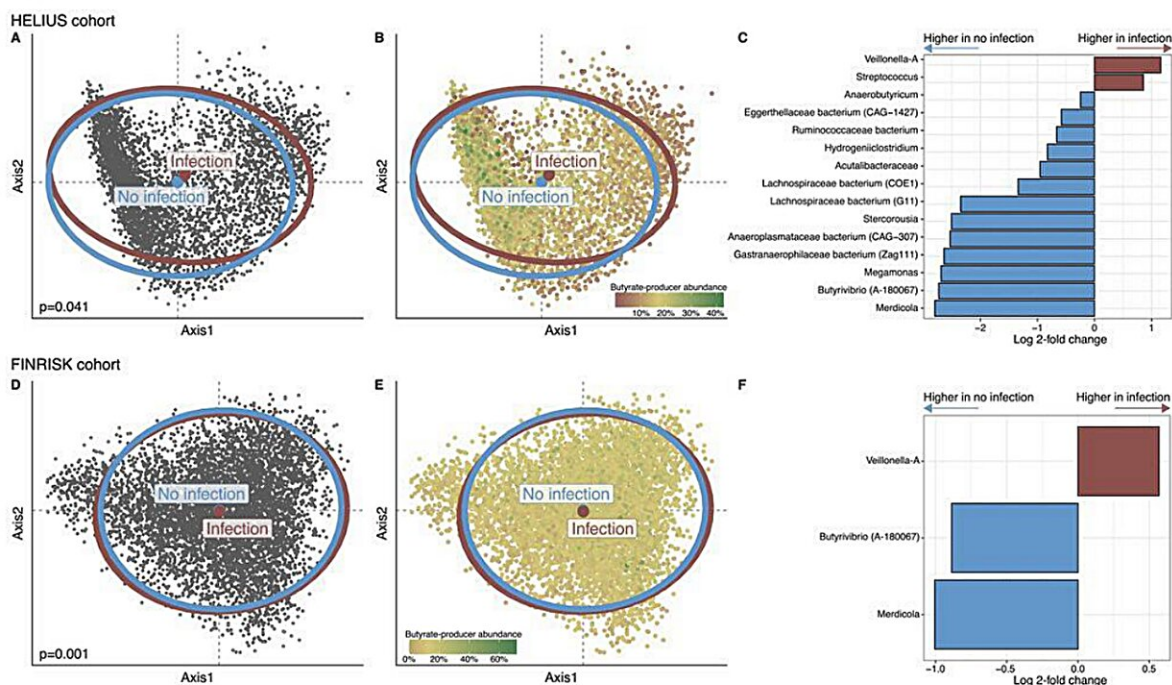 HELIUS cohort
A
Axis2
Infection
No infection
p=0.041
Axis1
B
Axis2
Infection
No infection
Butyrate-producer abundance
10% 20% 30% 40%
Axis1
C
Higher in no infection
Higher in infection
Veillonella-A
Streptococcus
Anaerobutyricum
Eggerthellaceae bacterium (CAG-1427)
Ruminococcaceae bacterium
Hydrogeniiclostridium
Acutalibacteraceae
Lachnospiraceae bacterium (COE1)
Lachnospiraceae bacterium (G11)
Stercorousia
Anaeroplasmataceae bacterium (CAG-307)
Gastranaerophilaceae bacterium (Zag111)
Megamonas
Butyrivibrio (A-180067)
Merdicola
-2 -1 0 1
Log 2-fold change
FINRISK cohort
D
Axis2
No infection
Infection
p=0.001
Axis1
E
Axis2
No infection
Infection
Butyrate-producer abundance
0% 20% 40% 60%
Axis1
F
Higher in no infection
Higher in infection
Veillonella-A
Butyrivibrio (A-180067)
Merdicola
-1.0 -0.5 0.0 0.5
Log 2-fold change